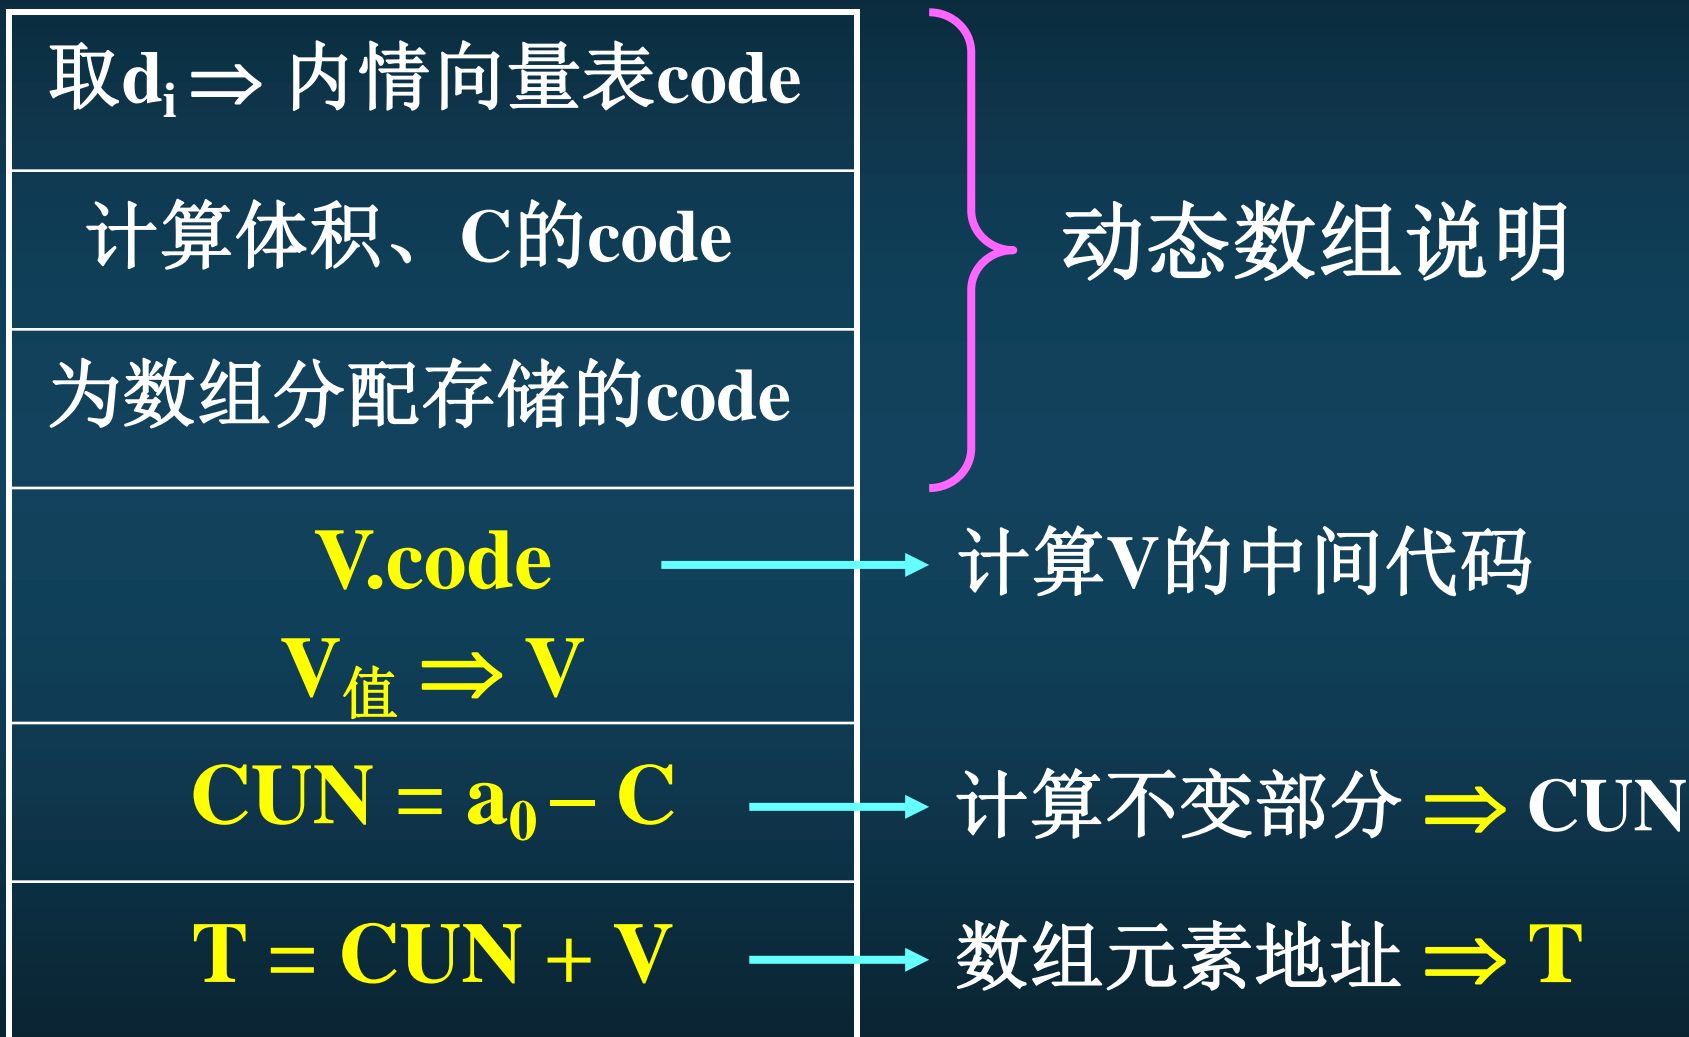 取dᵢ ⇒ 内情向量表code
计算体积、C的code
动态数组说明
为数组分配存储的code
V.code
计算V的中间代码
V值 ⇒ V
CUN = a₀ – C
计算不变部分 ⇒ CUN
T = CUN + V
数组元素地址 ⇒ T